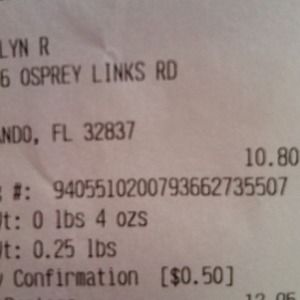 LYN R
6 OSPREY LINKS RD
NDO, FL 32837
10.80
#: 9405510200793662735507
t: 0 lbs 4 ozs
t: 0.25 lbs
Confirmation [$0.50]